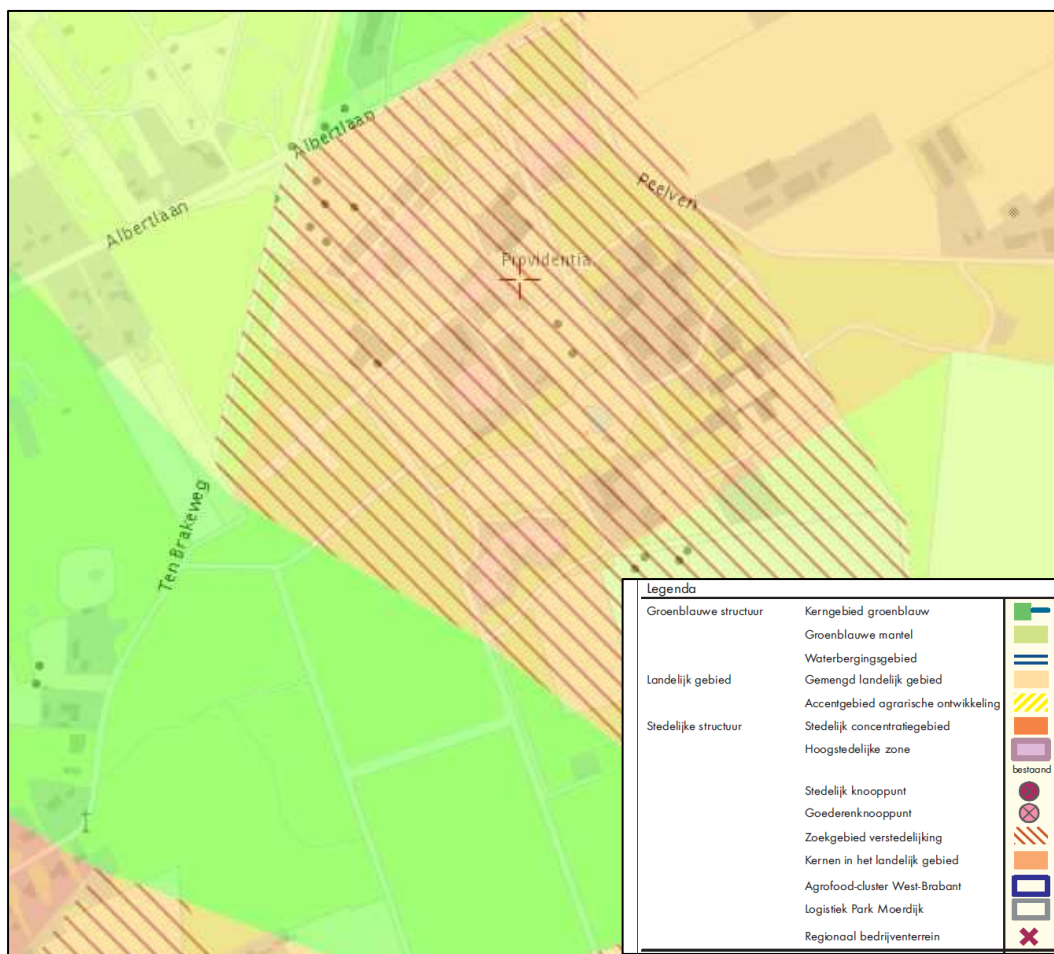 Albertlaan
Albertlaan
Peelven
Providentia
Ten Brakeweg
Legenda
Groenblauwe structuur Kerngebied groenblauw
Groenblauwe mantel
Waterbergingsgebied
Landelijk gebied Gemengd landelijk gebied
Accentgebied agrarische ontwikkeling
Stedelijke structuur Stedelijk concentratiegebied
Hoogstedelijke zone
bestaand
Stedelijk knooppunt
Goederenknooppunt
Zoekgebied verstedelijking
Kernen in het landelijk gebied
Agrofood-cluster West-Brabant
Logistiek Park Moerdijk
Regionaal bedrijventerrein